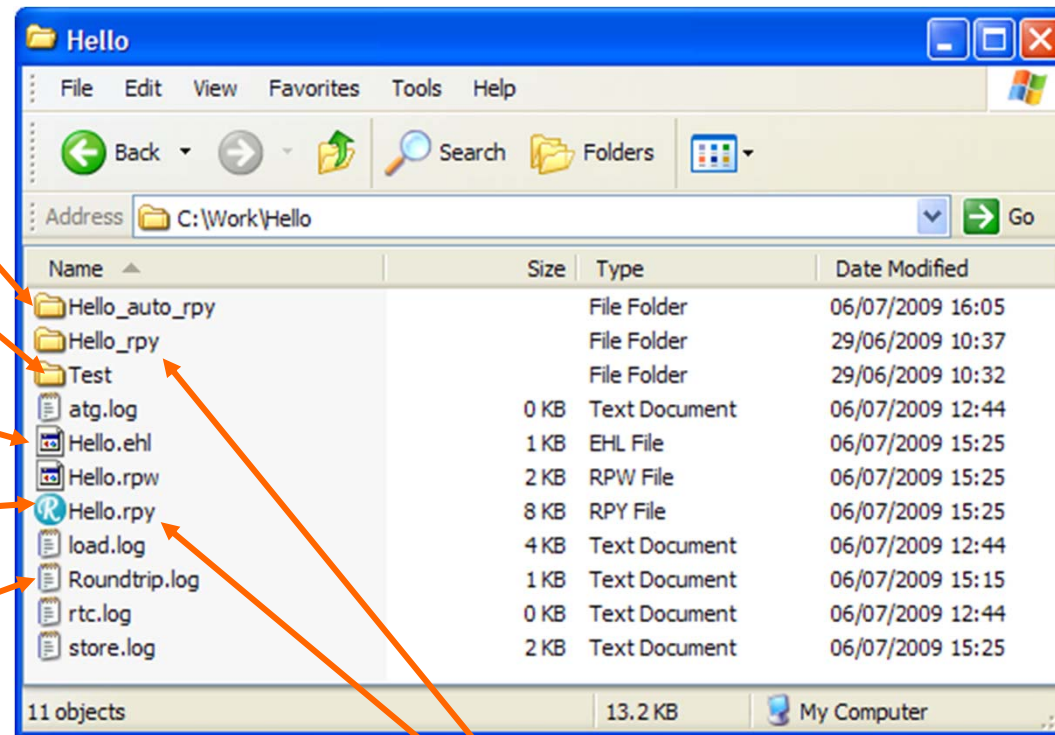 Hello
File Edit View Favorites Tools Help
Back Search Folders
Address C:\Work\Hello Go
Name Size Type Date Modified
Hello_auto_rpy File Folder 06/07/2009 16:05
Hello_rpy File Folder 29/06/2009 10:37
Test File Folder 29/06/2009 10:32
atg.log 0 KB Text Document 06/07/2009 12:44
Hello.ehl 1 KB EHL File 06/07/2009 15:25
Hello.rpw 2 KB RPW File 06/07/2009 15:25
R Hello.rpy 8 KB RPY File 06/07/2009 15:25
load.log 4 KB Text Document 06/07/2009 12:44
Roundtrip.log 1 KB Text Document 06/07/2009 15:15
rtc.log 0 KB Text Document 06/07/2009 12:44
store.log 2 KB Text Document 06/07/2009 15:25
11 objects 13.2 KB My Computer